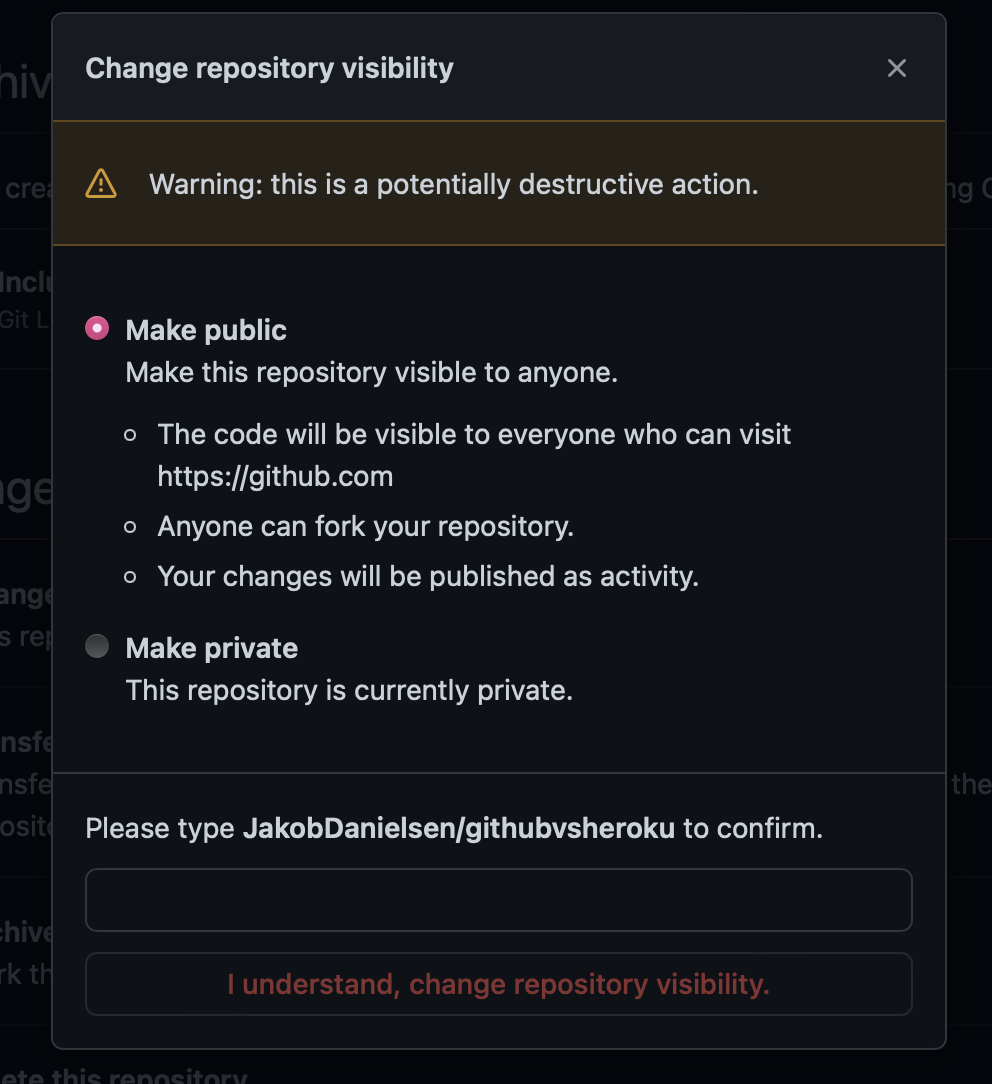 Change repository visibility
Warning: this is a potentially destructive action.
Make public
Make this repository visible to anyone.
The code will be visible to everyone who can visit
https://github.com
Anyone can fork your repository.
Your changes will be published as activity.
Make private
This repository is currently private.
the
Please type JakobDanielsen/githubvsheroku to confirm.
I understand, change repository visibility.
this repository